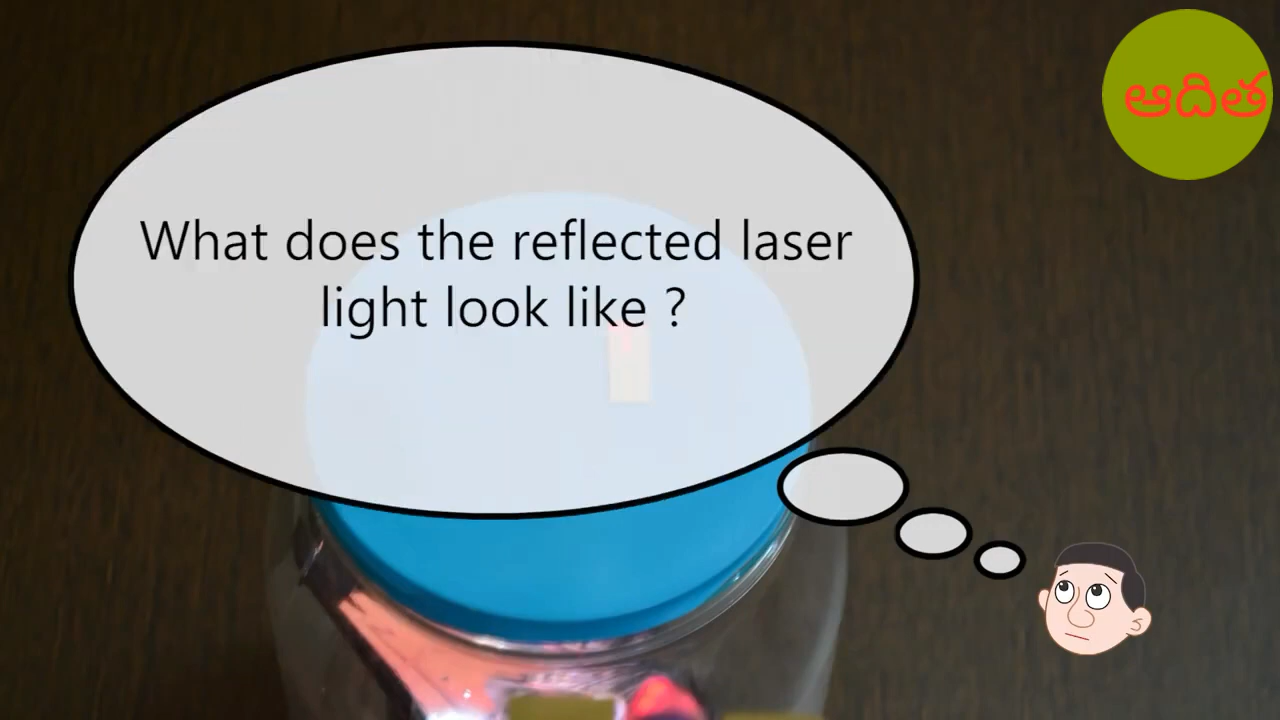 What does the reflected laser
light look like ?
ఆదిత